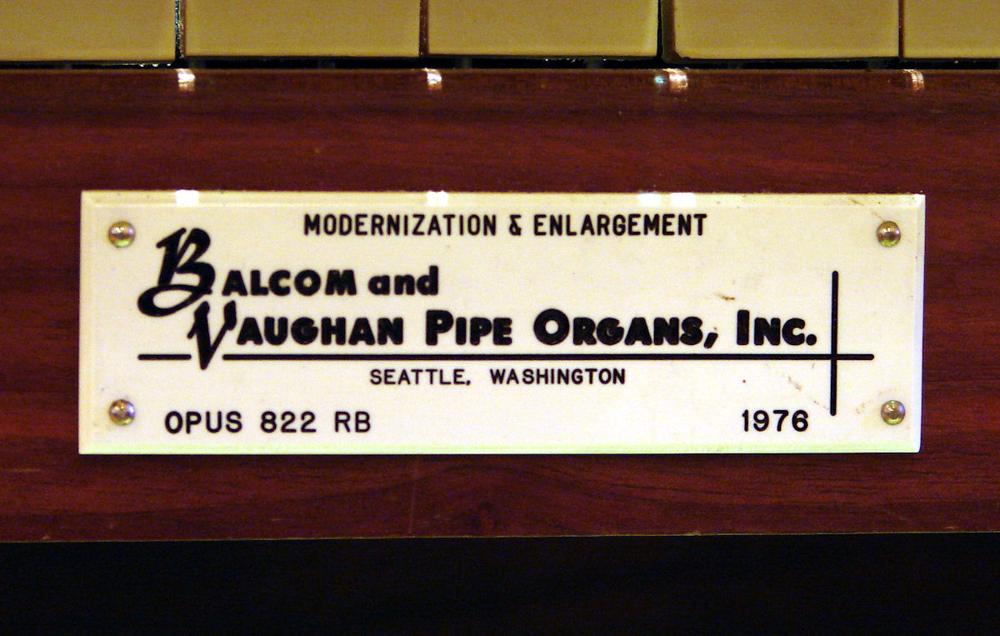 MODERNIZATION & ENLARGEMENT
BALCOM and
VAUGHAN PIPE ORGANS, INC.
SEATTLE, WASHINGTON
OPUS 822 RB 1976